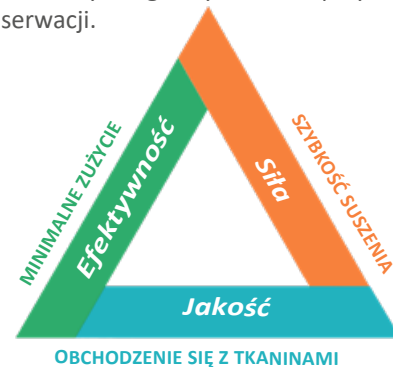 serwacji.
MINIMALNE ZUŻYCIE
Efektywność
Siła
SZYBKOŚĆ SUSZENIA
Jakość
OBCHODZENIE SIĘ Z TKANINAMI